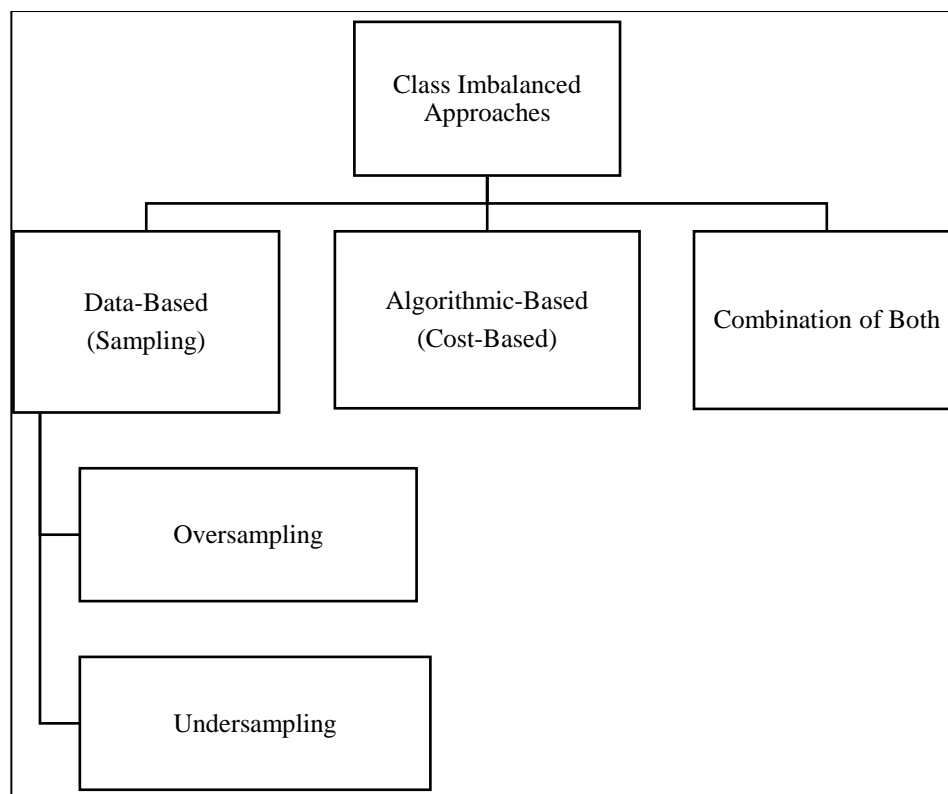 Class Imbalanced
Approaches
Data-Based
(Sampling)
Algorithmic-Based
(Cost-Based)
Combination of Both
Oversampling
Undersampling